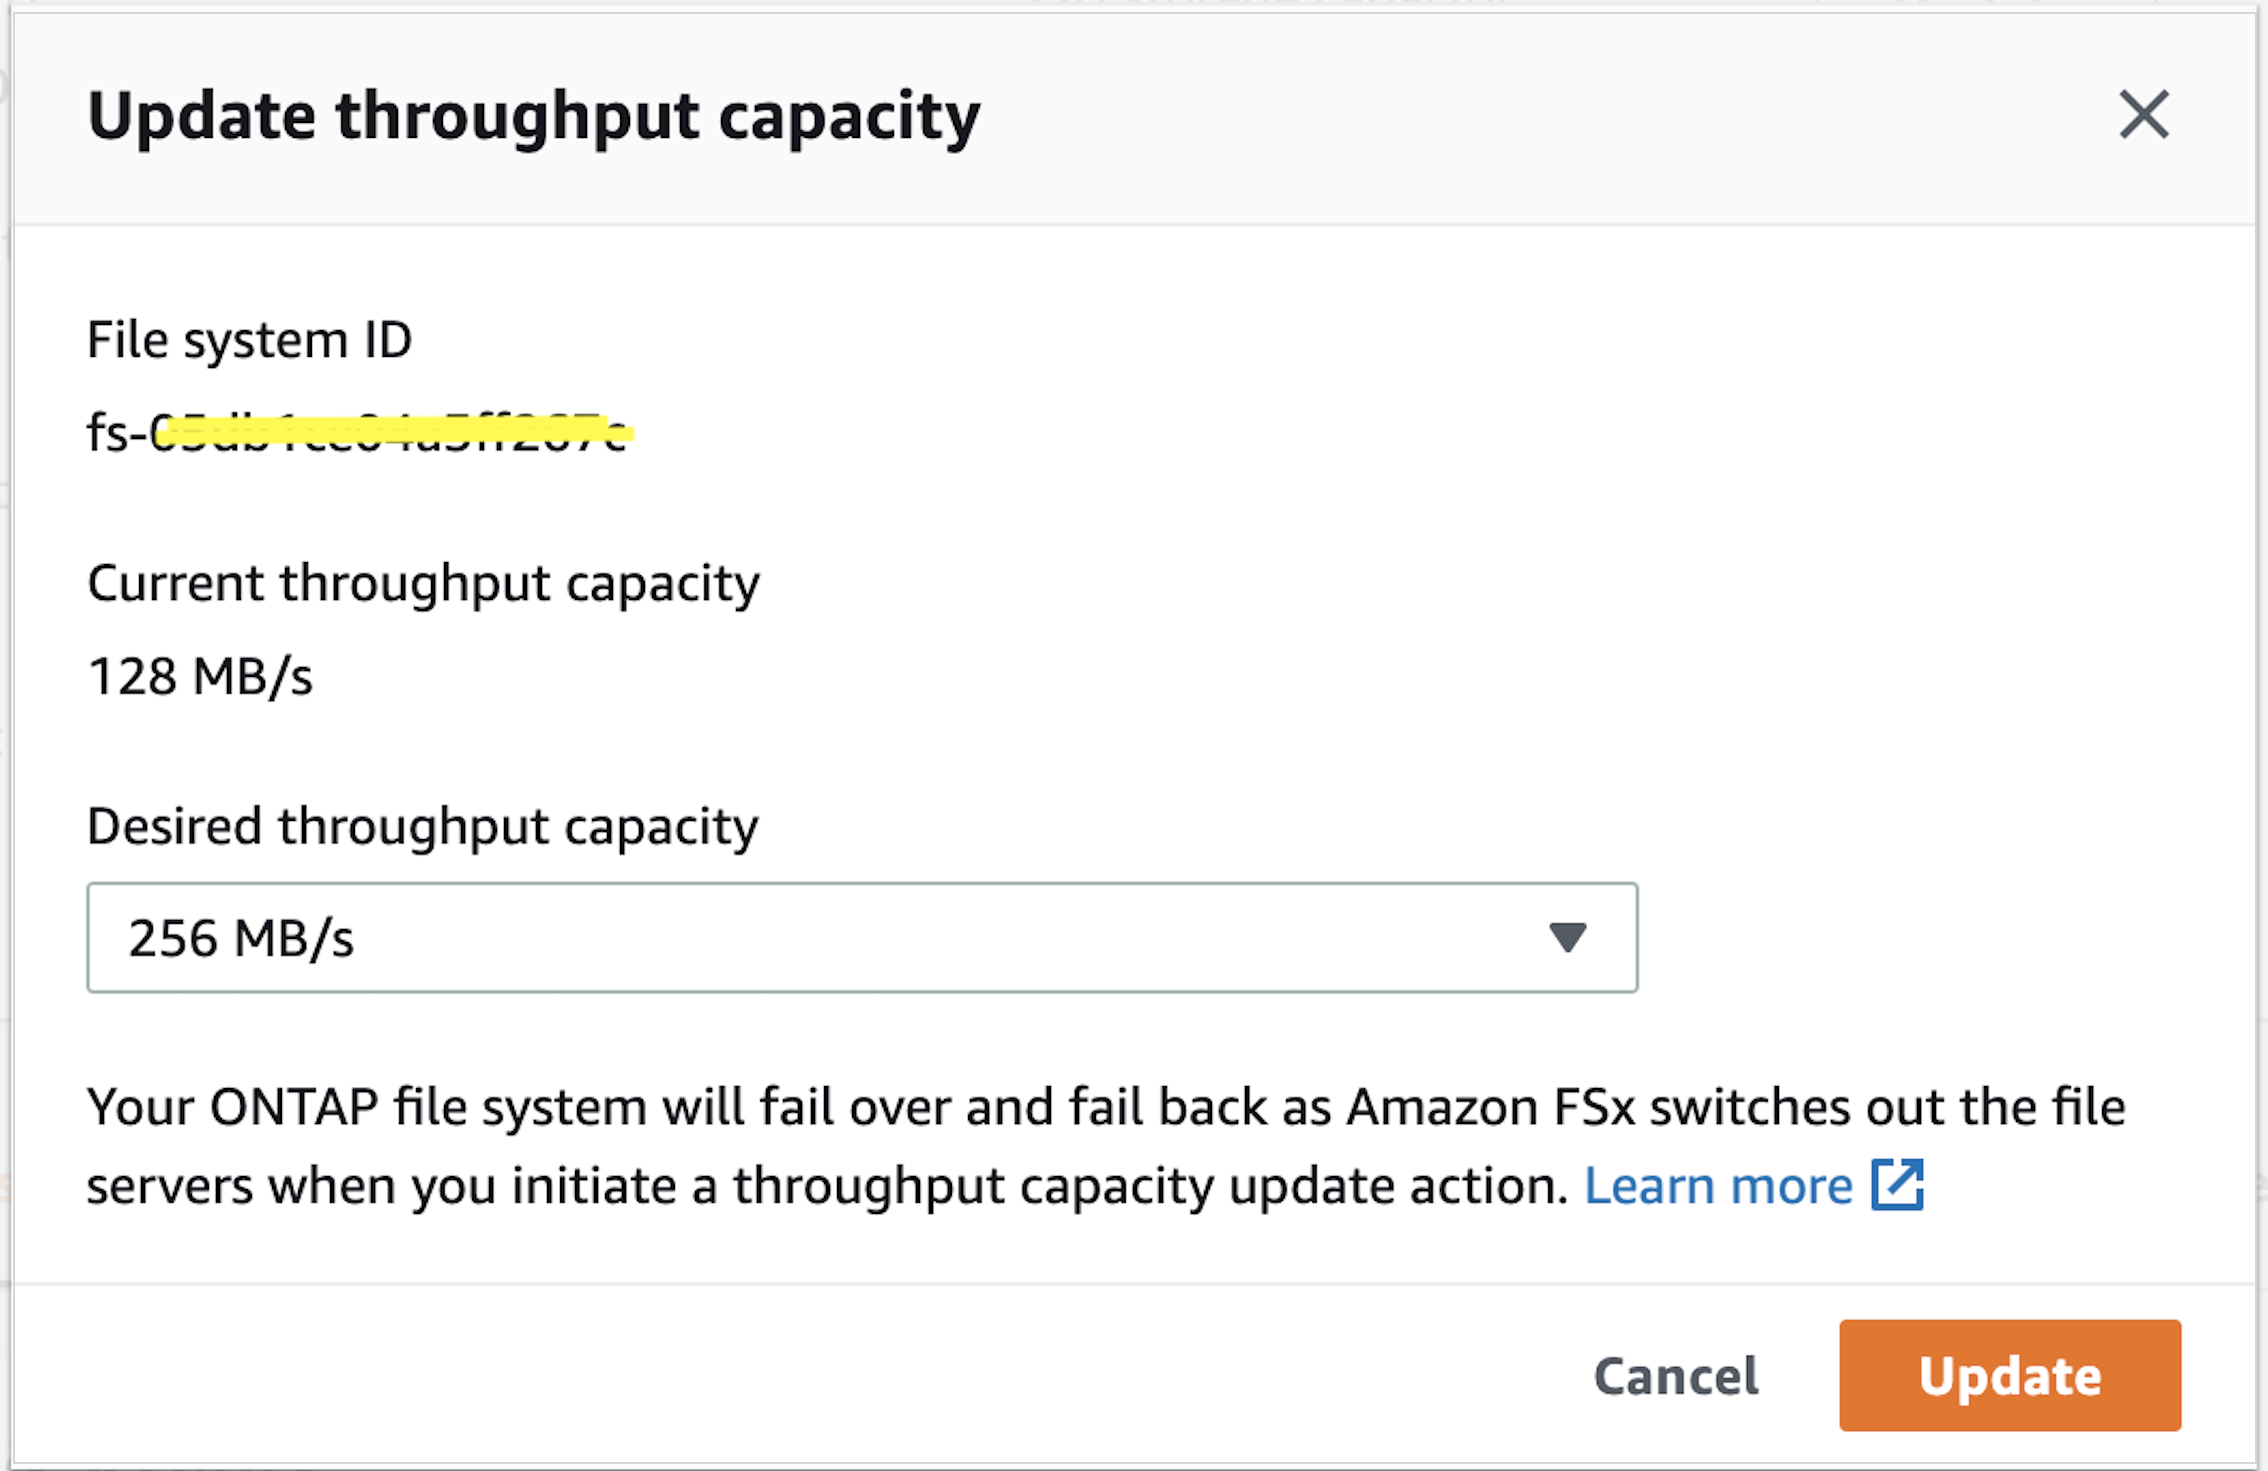 Update throughput capacity
File system ID
fs-
Current throughput capacity
128 MB/s
Desired throughput capacity
256 MB/s
Your ONTAP file system will fail over and fail back as Amazon FSx switches out the file
servers when you initiate a throughput capacity update action. Learn more
Cancel
Update